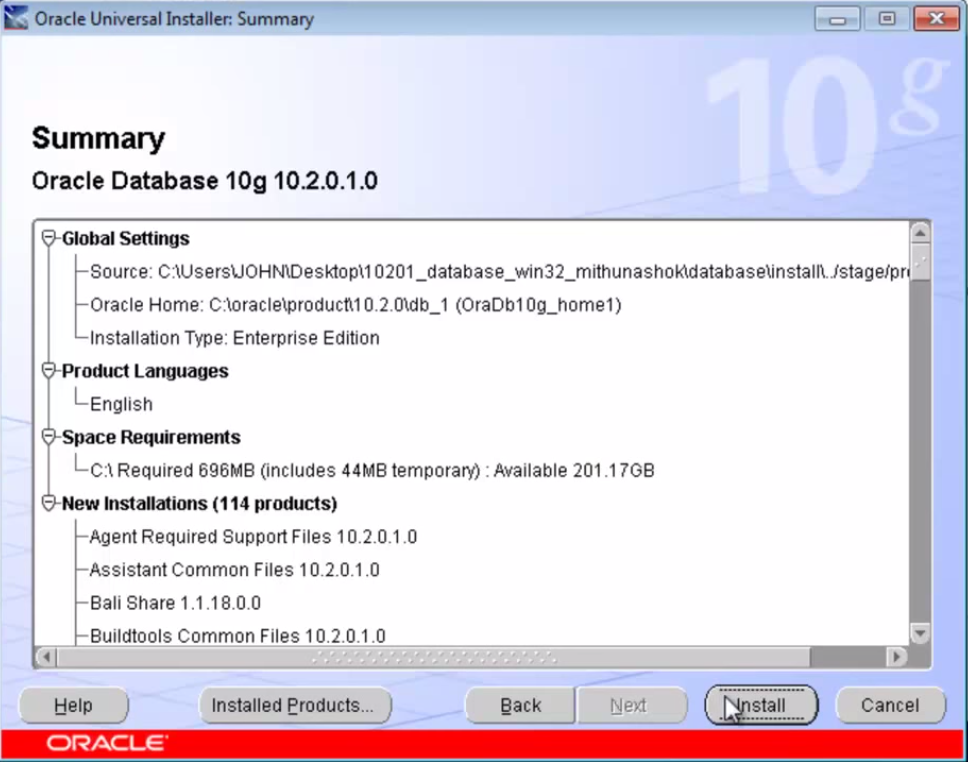 Oracle Universal Installer: Summary
10g
Summary
Oracle Database 10g 10.2.0.1.0
Global Settings
Source: C:\Users\JOHN\Desktop\10201_database_win32_mithunashok\database\install\../stage/pr
Oracle Home: C:\oracle\product\10.2.0\db_1 (OraDb10g_home1)
Installation Type: Enterprise Edition
Product Languages
English
Space Requirements
C:\ Required 696MB (includes 44MB temporary) : Available 201.17GB
New Installations (114 products)
Agent Required Support Files 10.2.0.1.0
Assistant Common Files 10.2.0.1.0
Bali Share 1.1.18.0.0
Buildtools Common Files 10.2.0.1.0
Help Installed Products... Back Next Install Cancel
ORACLE